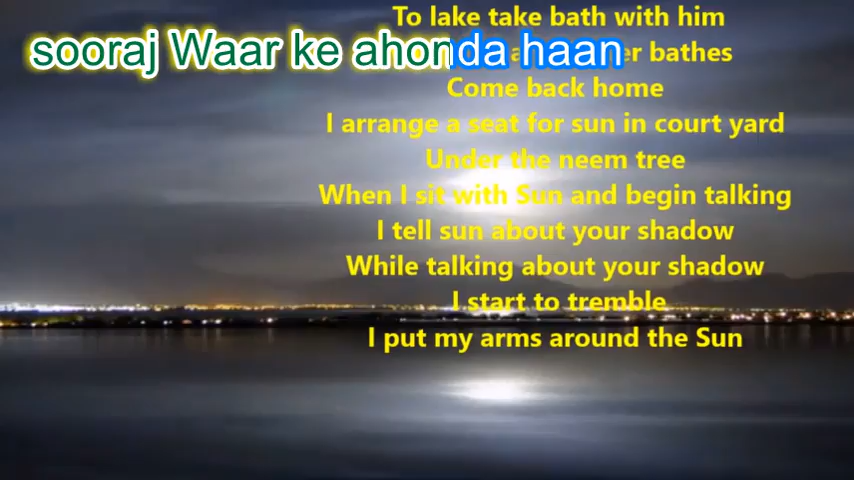 To lake take bath with him
sooraj Waar ke ahonda haan
bathes
Come back home
I arrange a seat for sun in court yard
Under the neem tree
When I sit with Sun and begin talking
I tell sun about your shadow
While talking about your shadow
I start to tremble
I put my arms around the Sun